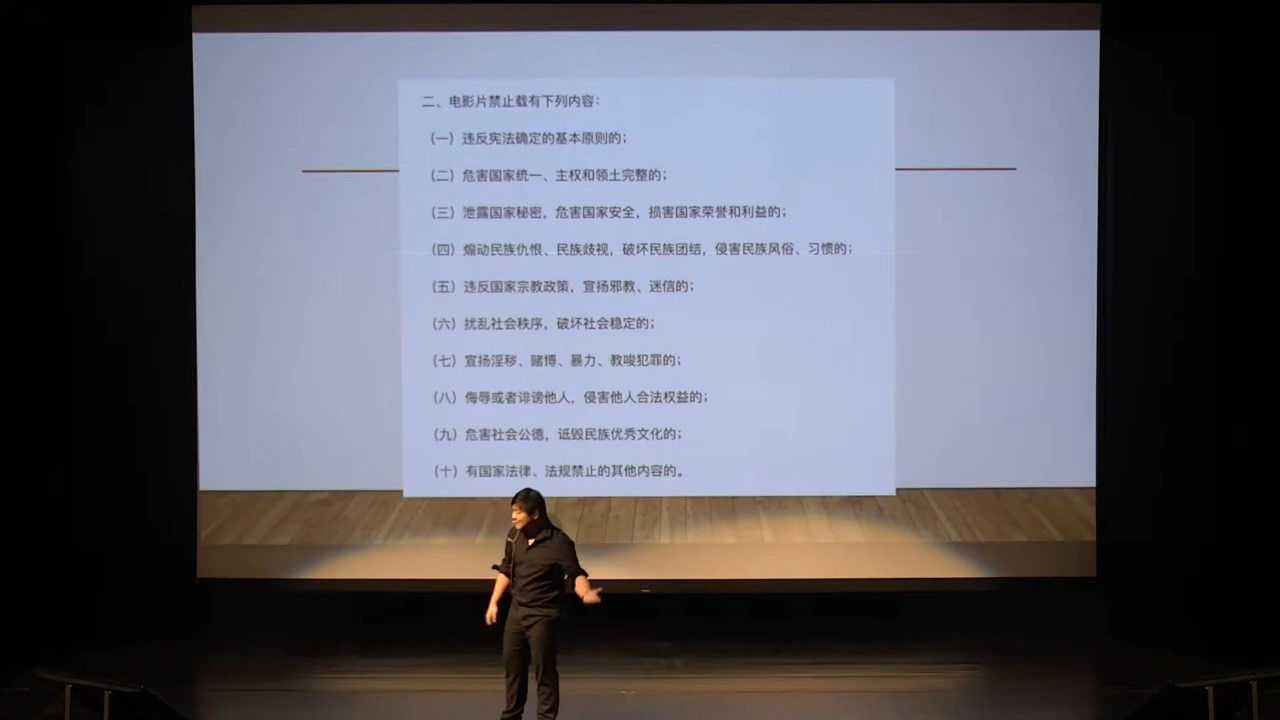 二、电影片禁止载有下列内容：
（一）违反宪法确定的基本原则的；
（二）危害国家统一、主权和领土完整的；
（三）泄露国家秘密，危害国家安全，损害国家荣誉和利益的；
（四）煽动民族仇恨、民族歧视，破坏民族团结，侵害民族风俗、习惯的；
（五）违反国家宗教政策，宣扬邪教、迷信的；
（六）扰乱社会秩序，破坏社会稳定的；
（七）宣扬淫秽、赌博、暴力、教唆犯罪的；
（八）侮辱或者诽谤他人，侵害他人合法权益的；
（九）危害社会公德，诋毁民族优秀文化的；
（十）有国家法律、法规禁止的其他内容的。